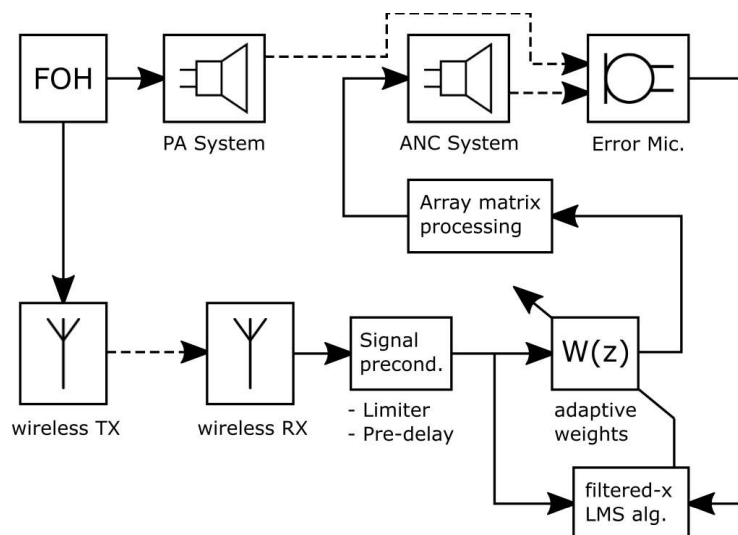 FOH
PA System
ANC System
Error Mic.
Array matrix
processing
Signal
precond.
W(z)
wireless TX
wireless RX
- Limiter
- Pre-delay
adaptive
weights
filtered-x
LMS alg.